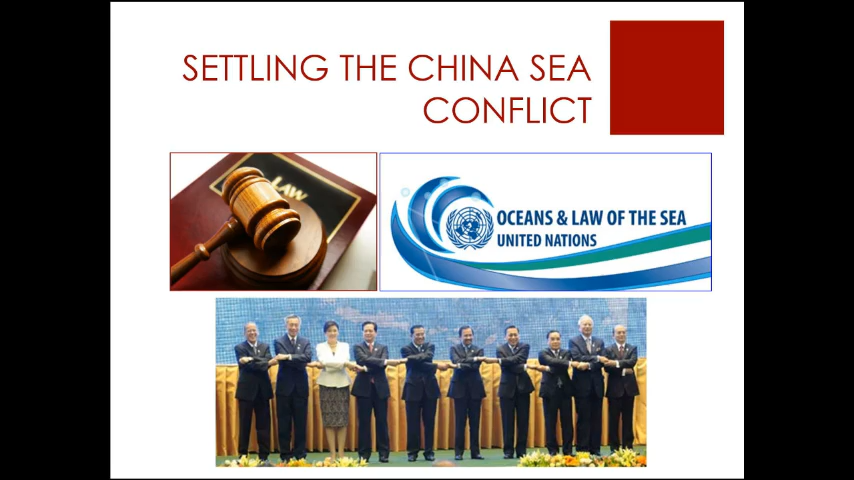 SETTLING THE CHINA SEA
CONFLICT
LAW
OCEANS & LAW OF THE SEA
UNITED NATIONS